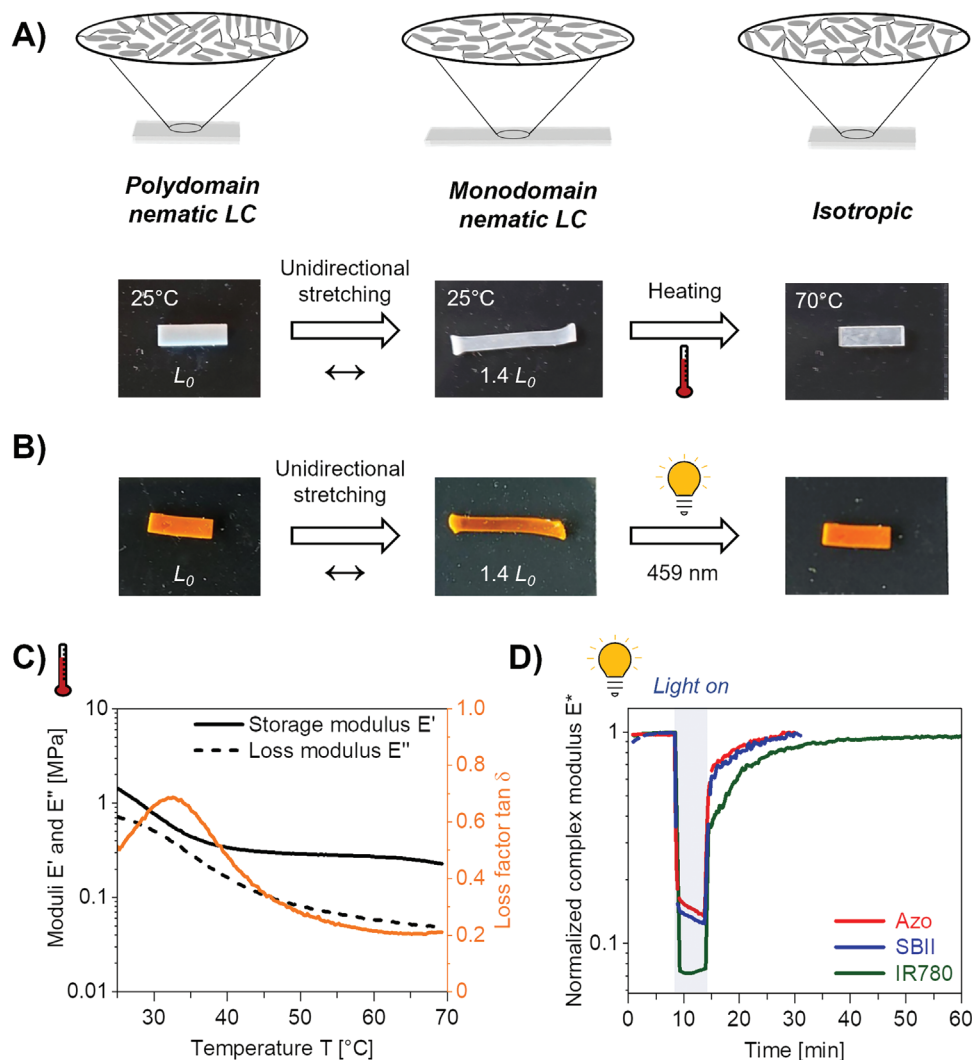 A)
Polydomain
nematic LC
Monodomain
nematic LC
Isotropic
25°C
L0
Unidirectional
stretching
25°C
1.4 L0
Heating
70°C
B)
L0
Unidirectional
stretching
1.4 L0
459 nm
C)
Moduli E' and E'' [MPa]
10
1
0.1
0.01
Storage modulus E'
Loss modulus E''
1.0
0.8
0.6
0.4
0.2
0
Loss factor tan δ
30
40
50
60
70
Temperature T [°C]
D)
Light on
Normalized complex modulus E*
1
0.1
Azo
SBII
IR780
0
10
20
30
40
50
60
Time [min]